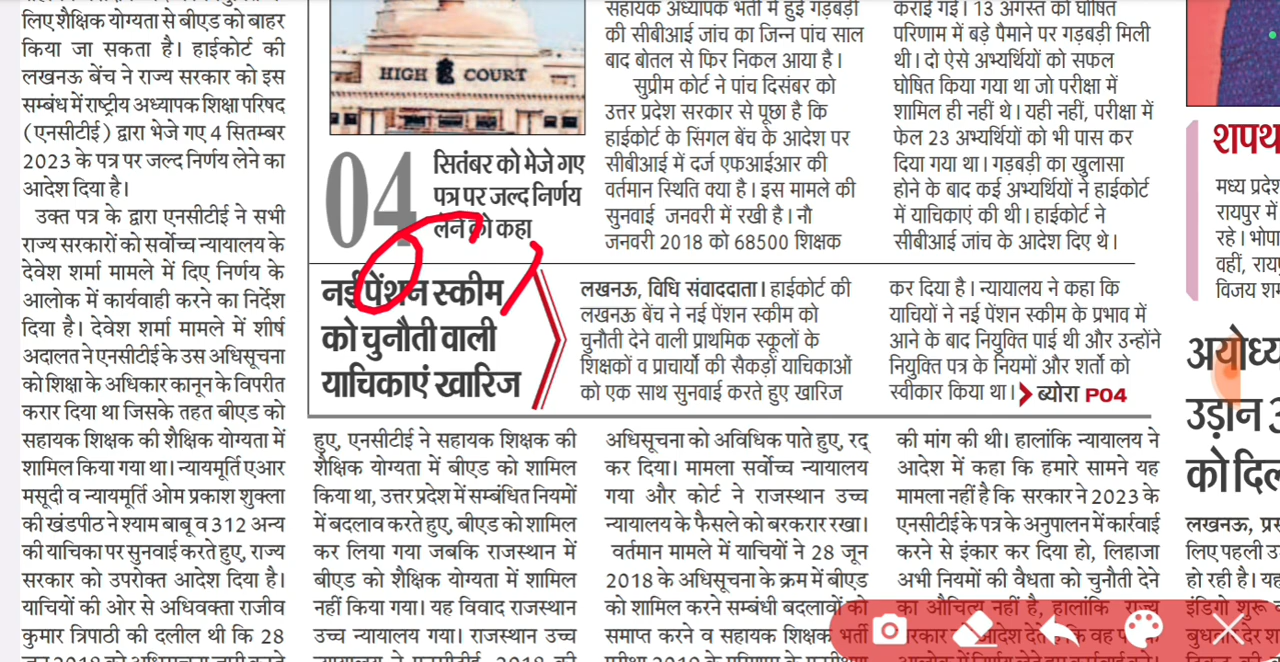 लिए शैक्षिक योग्यता से बीएड को बाहर
किया जा सकता है। हाईकोर्ट की
लखनऊ बेंच ने राज्य सरकार को इस
सम्बंध में राष्ट्रीय अध्यापक शिक्षा परिषद
(एनसीटीई) द्वारा भेजे गए 4 सितम्बर
2023 के पत्र पर जल्द निर्णय लेने का
आदेश दिया है।
उक्त पत्र के द्वारा एनसीटीई ने सभी
राज्य सरकारों को सर्वोच्च न्यायालय के
देवेश शर्मा मामले में दिए निर्णय के
आलोक में कार्यवाही करने का निर्देश
दिया है। देवेश शर्मा मामले में शीर्ष
अदालत ने एनसीटीई के उस अधिसूचना
को शिक्षा के अधिकार कानून के विपरीत
करार दिया था जिसके तहत बीएड को
सहायक शिक्षक की शैक्षिक योग्यता में
शामिल किया गया था। न्यायमूर्ति एआर
मसूदी व न्यायमूर्ति ओम प्रकाश शुक्ला
की खंडपीठ ने श्याम बाबू व 312 अन्य
की याचिका पर सुनवाई करते हुए, राज्य
सरकार को उपरोक्त आदेश दिया है।
याचियों की ओर से अधिवक्ता राजीव
कुमार त्रिपाठी की दलील थी कि 28
HIGH COURT
04
सितंबर को भेजे गए
पत्र पर जल्द निर्णय
लेने को कहा
सहायक अध्यापक भर्ती में हुई गड़बड़ी
की सीबीआई जांच का जिन्न पांच साल
बाद बोतल से फिर निकल आया है।
सुप्रीम कोर्ट ने पांच दिसंबर को
उत्तर प्रदेश सरकार से पूछा है कि
हाईकोर्ट के सिंगल बेंच के आदेश पर
सीबीआई में दर्ज एफआईआर की
वर्तमान स्थिति क्या है। इस मामले की
सुनवाई जनवरी में रखी है। नौ
जनवरी 2018 को 68500 शिक्षक
कराई गई। 13 अगस्त को घोषित
परिणाम में बड़े पैमाने पर गड़बड़ी मिली
थी। दो ऐसे अभ्यर्थियों को सफल
घोषित किया गया था जो परीक्षा में
शामिल ही नहीं थे। यही नहीं, परीक्षा में
फेल 23 अभ्यर्थियों को भी पास कर
दिया गया था। गड़बड़ी का खुलासा
होने के बाद कई अभ्यर्थियों ने हाईकोर्ट
में याचिकाएं की थी। हाईकोर्ट ने
सीबीआई जांच के आदेश दिए थे।
नई पेंशन स्कीम
को चुनौती वाली
याचिकाएं खारिज
लखनऊ, विधि संवाददाता। हाईकोर्ट की
लखनऊ बेंच ने नई पेंशन स्कीम को
चुनौती देने वाली प्राथमिक स्कूलों के
शिक्षकों व प्राचार्यों की सैकड़ों याचिकाओं
को एक साथ सुनवाई करते हुए खारिज
कर दिया है। न्यायालय ने कहा कि
याचियों ने नई पेंशन स्कीम के प्रभाव में
आने के बाद नियुक्ति पाई थी और उन्होंने
नियुक्ति पत्र के नियमों और शर्तों को
स्वीकार किया था। ब्योरा P04
हुए, एनसीटीई ने सहायक शिक्षक की
शैक्षिक योग्यता में बीएड को शामिल
किया था, उत्तर प्रदेश में सम्बंधित नियमों
में बदलाव करते हुए, बीएड को शामिल
कर लिया गया जबकि राजस्थान में
बीएड को शैक्षिक योग्यता में शामिल
नहीं किया गया। यह विवाद राजस्थान
उच्च न्यायालय गया। राजस्थान उच्च
अधिसूचना को अविधिक पाते हुए, रद्द
कर दिया। मामला सर्वोच्च न्यायालय
गया और कोर्ट ने राजस्थान उच्च
न्यायालय के फैसले को बरकरार रखा।
वर्तमान मामले में याचियों ने 28 जून
2018 के अधिसूचना के क्रम में बीएड
को शामिल करने सम्बंधी बदलावों को
समाप्त करने व सहायक शिक्षक भर्ती
की मांग की थी। हालांकि न्यायालय ने
आदेश में कहा कि हमारे सामने यह
मामला नहीं है कि सरकार ने 2023 के
एनसीटीई के पत्र के अनुपालन में कार्रवाई
करने से इंकार कर दिया हो, लिहाजा
अभी नियमों की वैधता को चुनौती देने
का औचित्य नहीं है, हालांकि राज्य
आदेश देते कि वह
शपथ
मध्य प्रदेश
रायपुर में
रहे। भोपा
वहीं, राय
विजय शर्म
अयोध्य
उड़ान
को दिल
लखनऊ, प्रस
लिए पहली उ
हो रही है। यह
इंडिगो शुरू क